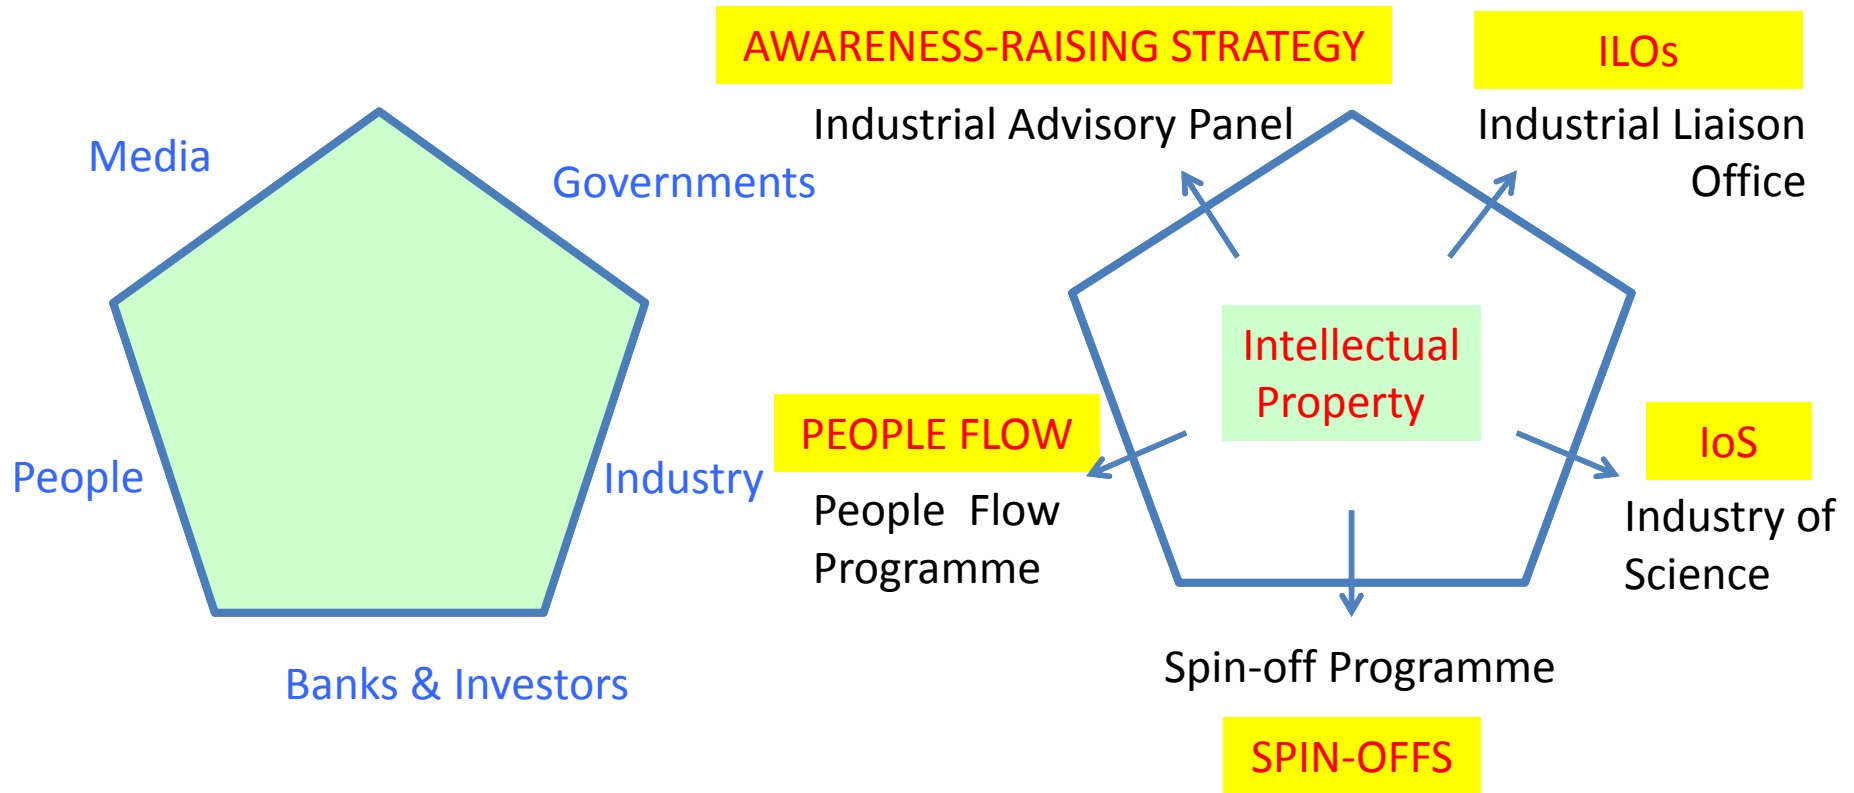 Media
Governments
People
Industry
Banks & Investors
AWARENESS-RAISING STRATEGY
Industrial Advisory Panel
ILOs
Industrial Liaison
Office
Intellectual
Property
PEOPLE FLOW
People Flow
Programme
IoS
Industry of
Science
Spin-off Programme
SPIN-OFFS